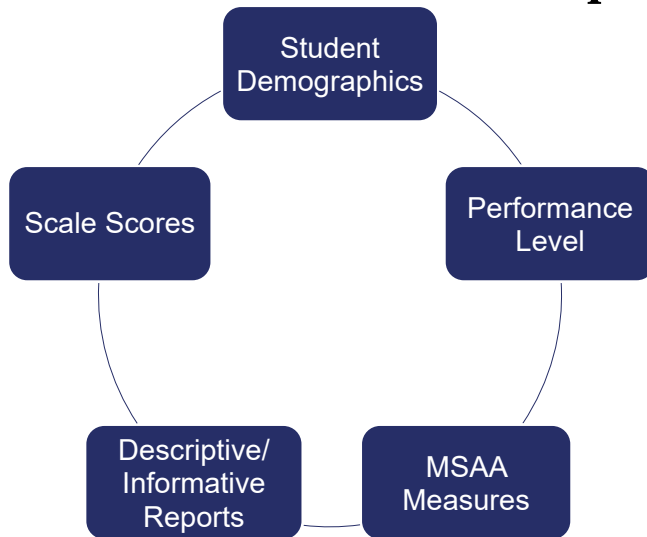 Student
Demographics
Scale Scores
Performance
Level
Descriptive/
Informative
Reports
MSAA
Measures